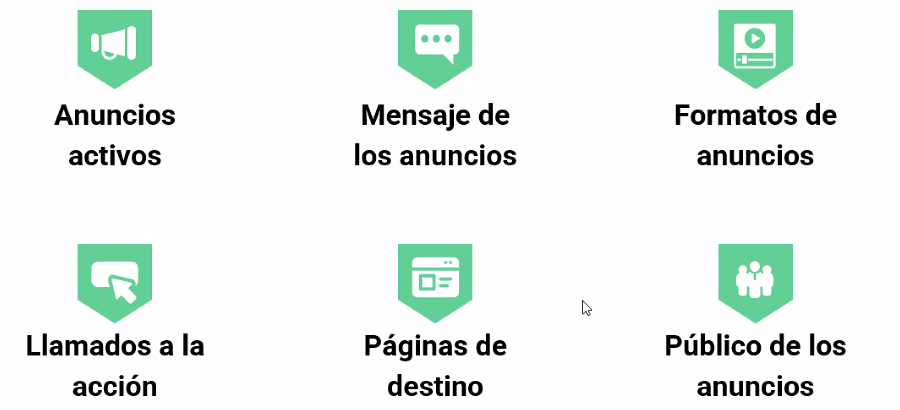 Anuncios
activos
Mensaje de
los anuncios
Formatos de
anuncios
Llamados a la
acción
Páginas de
destino
Público de los
anuncios